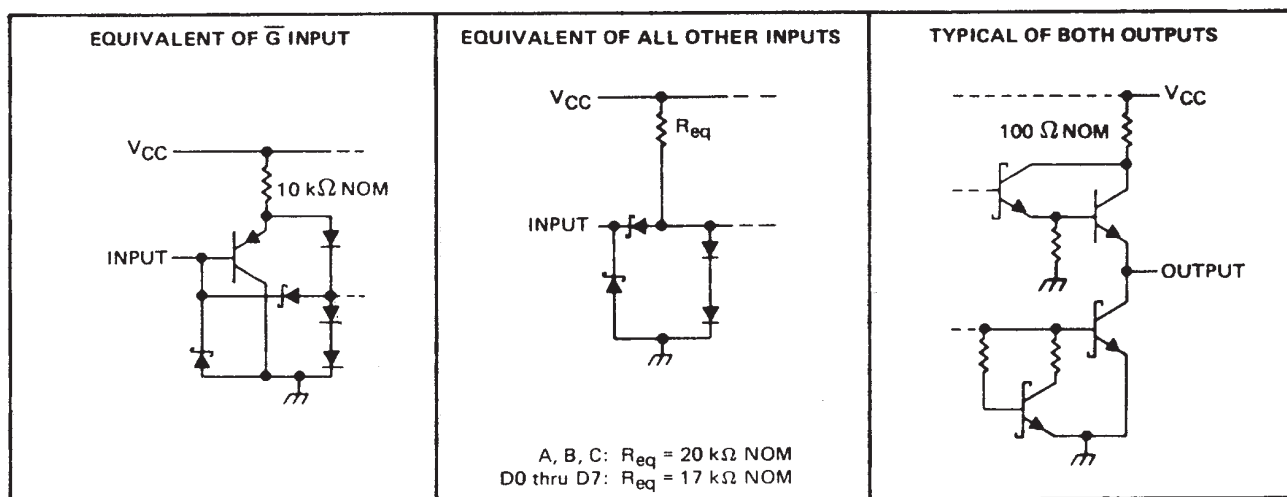 EQUIVALENT OF G̅ INPUT
VCC
10 kΩ NOM
INPUT
EQUIVALENT OF ALL OTHER INPUTS
VCC
Req
INPUT
A, B, C: Req = 20 kΩ NOM
D0 thru D7: Req = 17 kΩ NOM
TYPICAL OF BOTH OUTPUTS
VCC
100 Ω NOM
OUTPUT